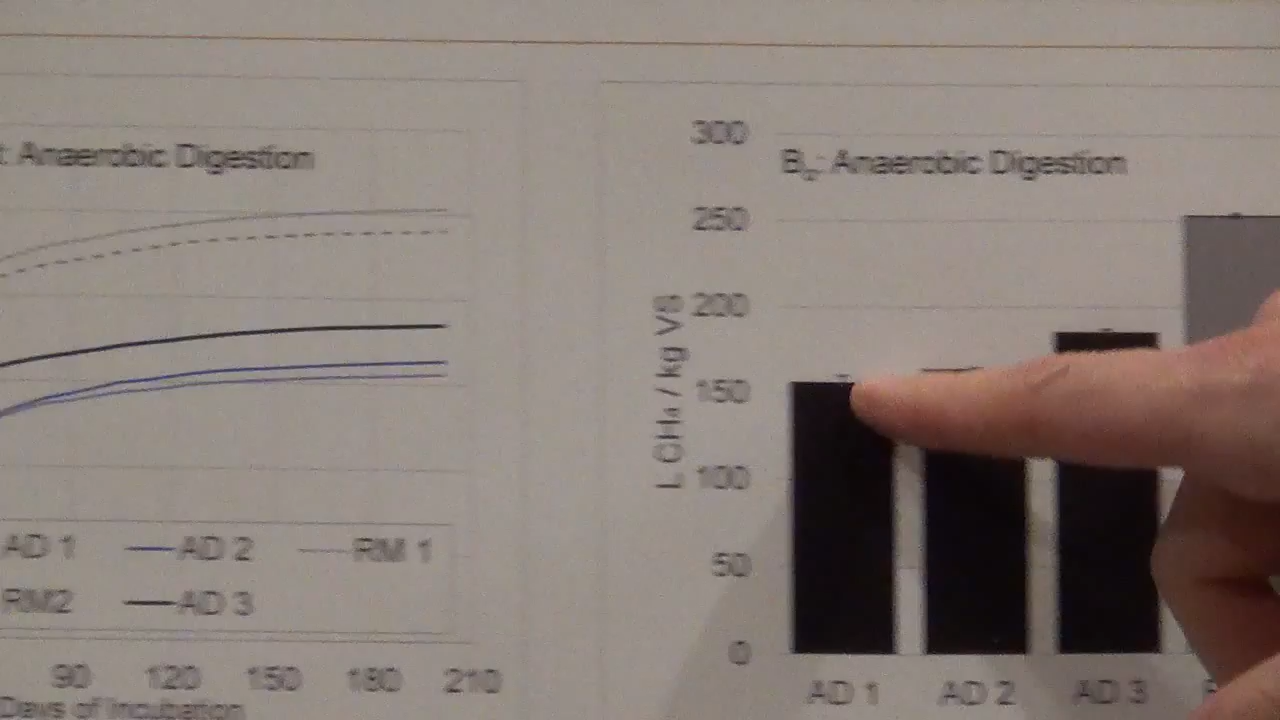 : Anaerobic Digestion
AD 1
AD 2
RM 1
RM2
AD 3
90 120 150 180 210
Days of Incubation
B₀: Anaerobic Digestion
L CH₄ / kg VS
300
250
200
150
100
50
0
AD 1 AD 2 AD 3